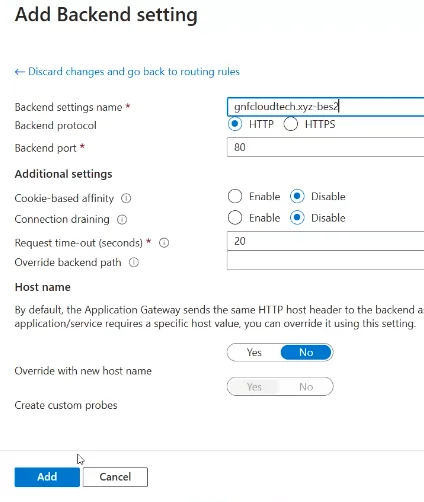 Add Backend setting
← Discard changes and go back to routing rules
Backend settings name *
gnfcloudtech.xyz-bes2
Backend protocol
HTTP HTTPS
Backend port *
80
Additional settings
Cookie-based affinity
Enable Disable
Connection draining
Enable Disable
Request time-out (seconds) *
20
Override backend path
Host name
By default, the Application Gateway sends the same HTTP host header to the backend as
application/service requires a specific host value, you can override it using this setting.
Yes No
Override with new host name
Yes No
Create custom probes
Add Cancel